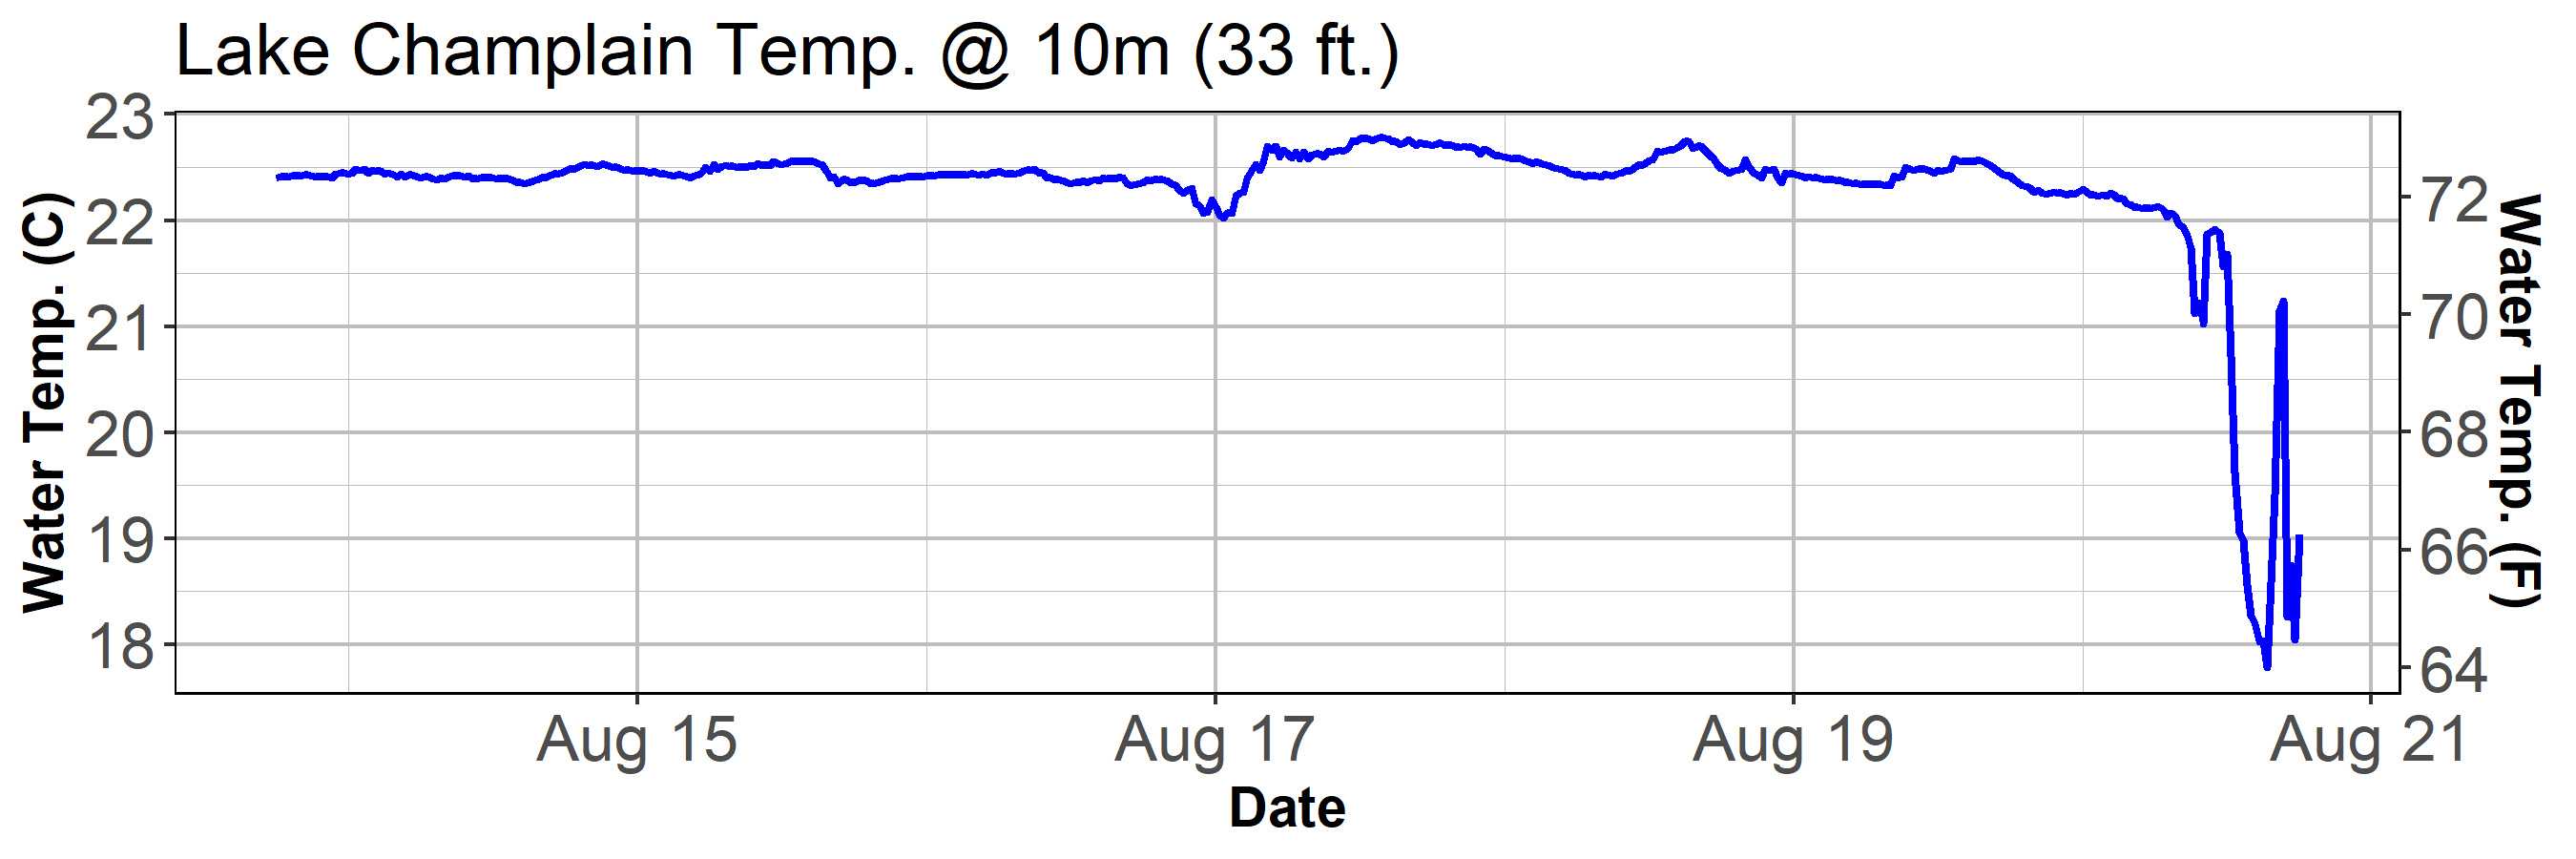 Lake Champlain Temp. @ 10m (33 ft.)
Water Temp. (C)
23
22
21
20
19
18
72
70
68
66
64
Water Temp. (F)
Aug 15 Aug 17 Aug 19 Aug 21
Date